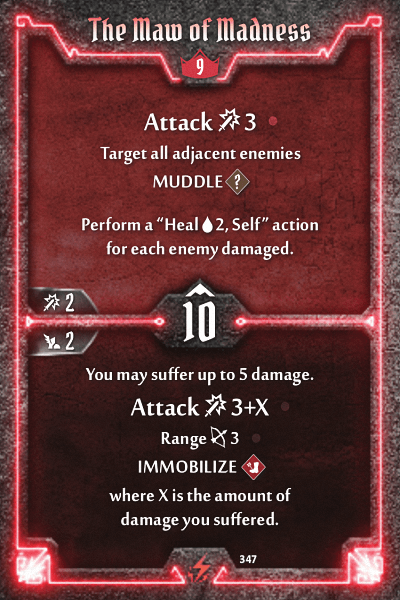 The Maw of Madness
9
Attack 3
Target all adjacent enemies
MUDDLE ?
Perform a “Heal 2, Self” action
for each enemy damaged.
2
10
2
You may suffer up to 5 damage.
Attack 3+X
Range 3
IMMOBILIZE
where X is the amount of
damage you suffered.
347